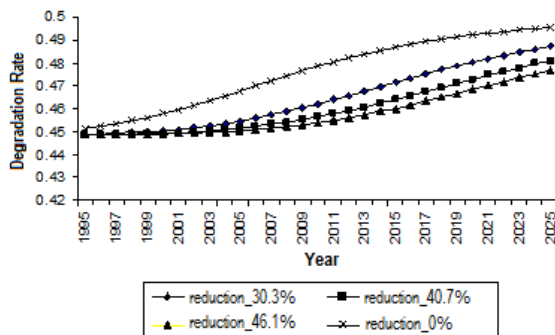 0.5
0.49
0.48
0.47
0.46
0.45
0.44
0.43
0.42
Degradation Rate
1995 1997 1999 2001 2003 2005 2007 2009 2011 2013 2015 2017 2019 2021 2023 2025
Year
reduction_30.3% reduction_40.7%
reduction_46.1% reduction_0%